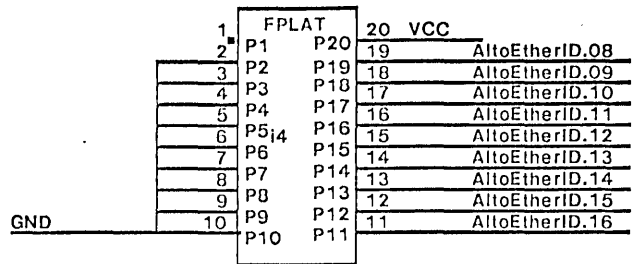 FPLAT
1 P1 P20 20 VCC
2 P2 P19 19 AltoEtherID.08
3 P3 P18 18 AltoEtherID.09
4 P4 P17 17 AltoEtherID.10
5 P5 i4 P16 16 AltoEtherID.11
6 P6 P15 15 AltoEtherID.12
7 P7 P14 14 AltoEtherID.13
8 P8 P13 13 AltoEtherID.14
9 P9 P12 12 AltoEtherID.15
GND 10 P10 P11 11 AltoEtherID.16